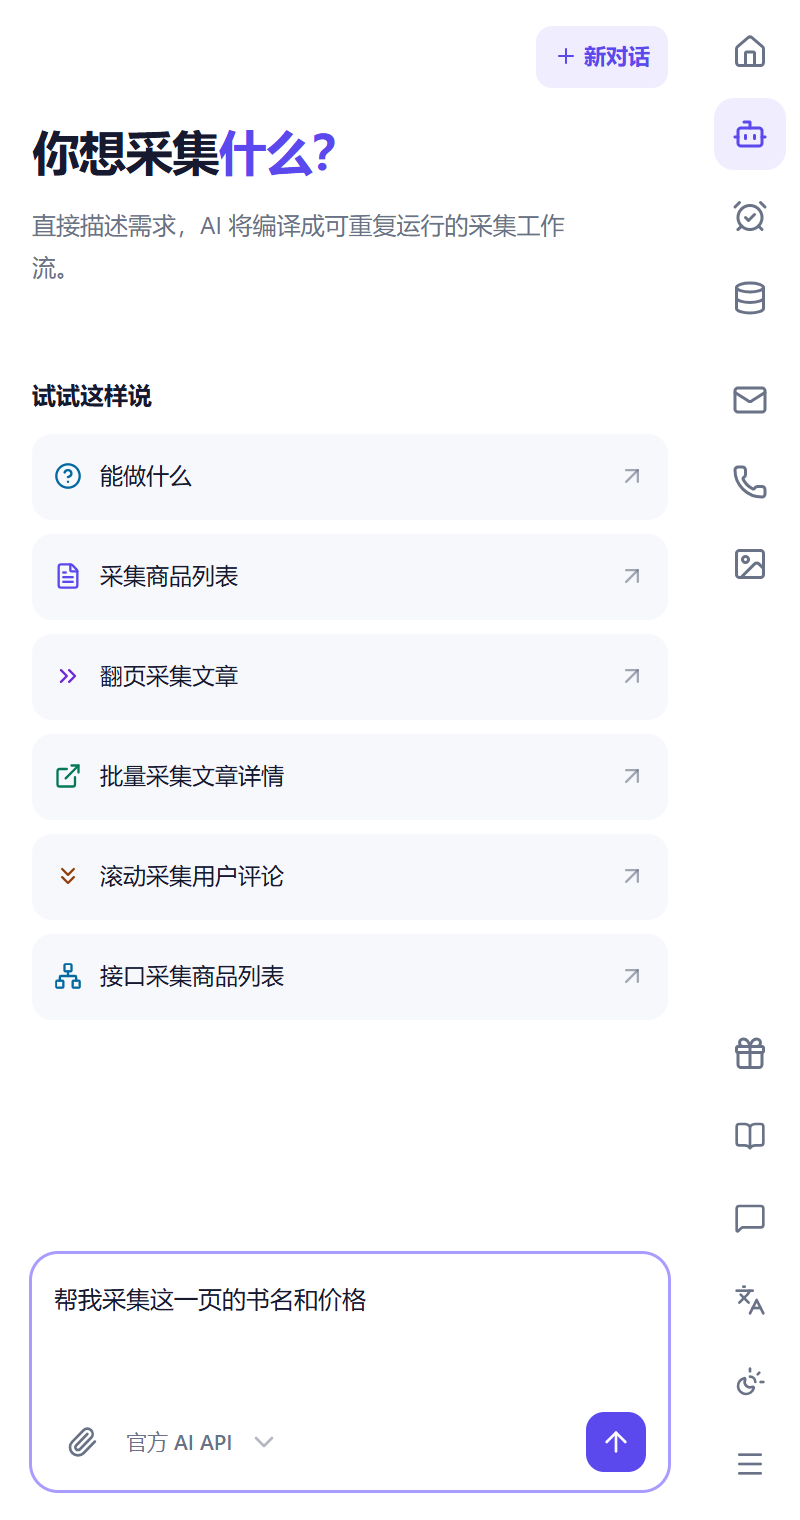 新对话
你想采集什么？
直接描述需求，AI 将编译成可重复运行的采集工作
流。
试试这样说
能做什么
采集商品列表
翻页采集文章
批量采集文章详情
滚动采集用户评论
接口采集商品列表
帮我采集这一页的书名和价格
官方 AI API